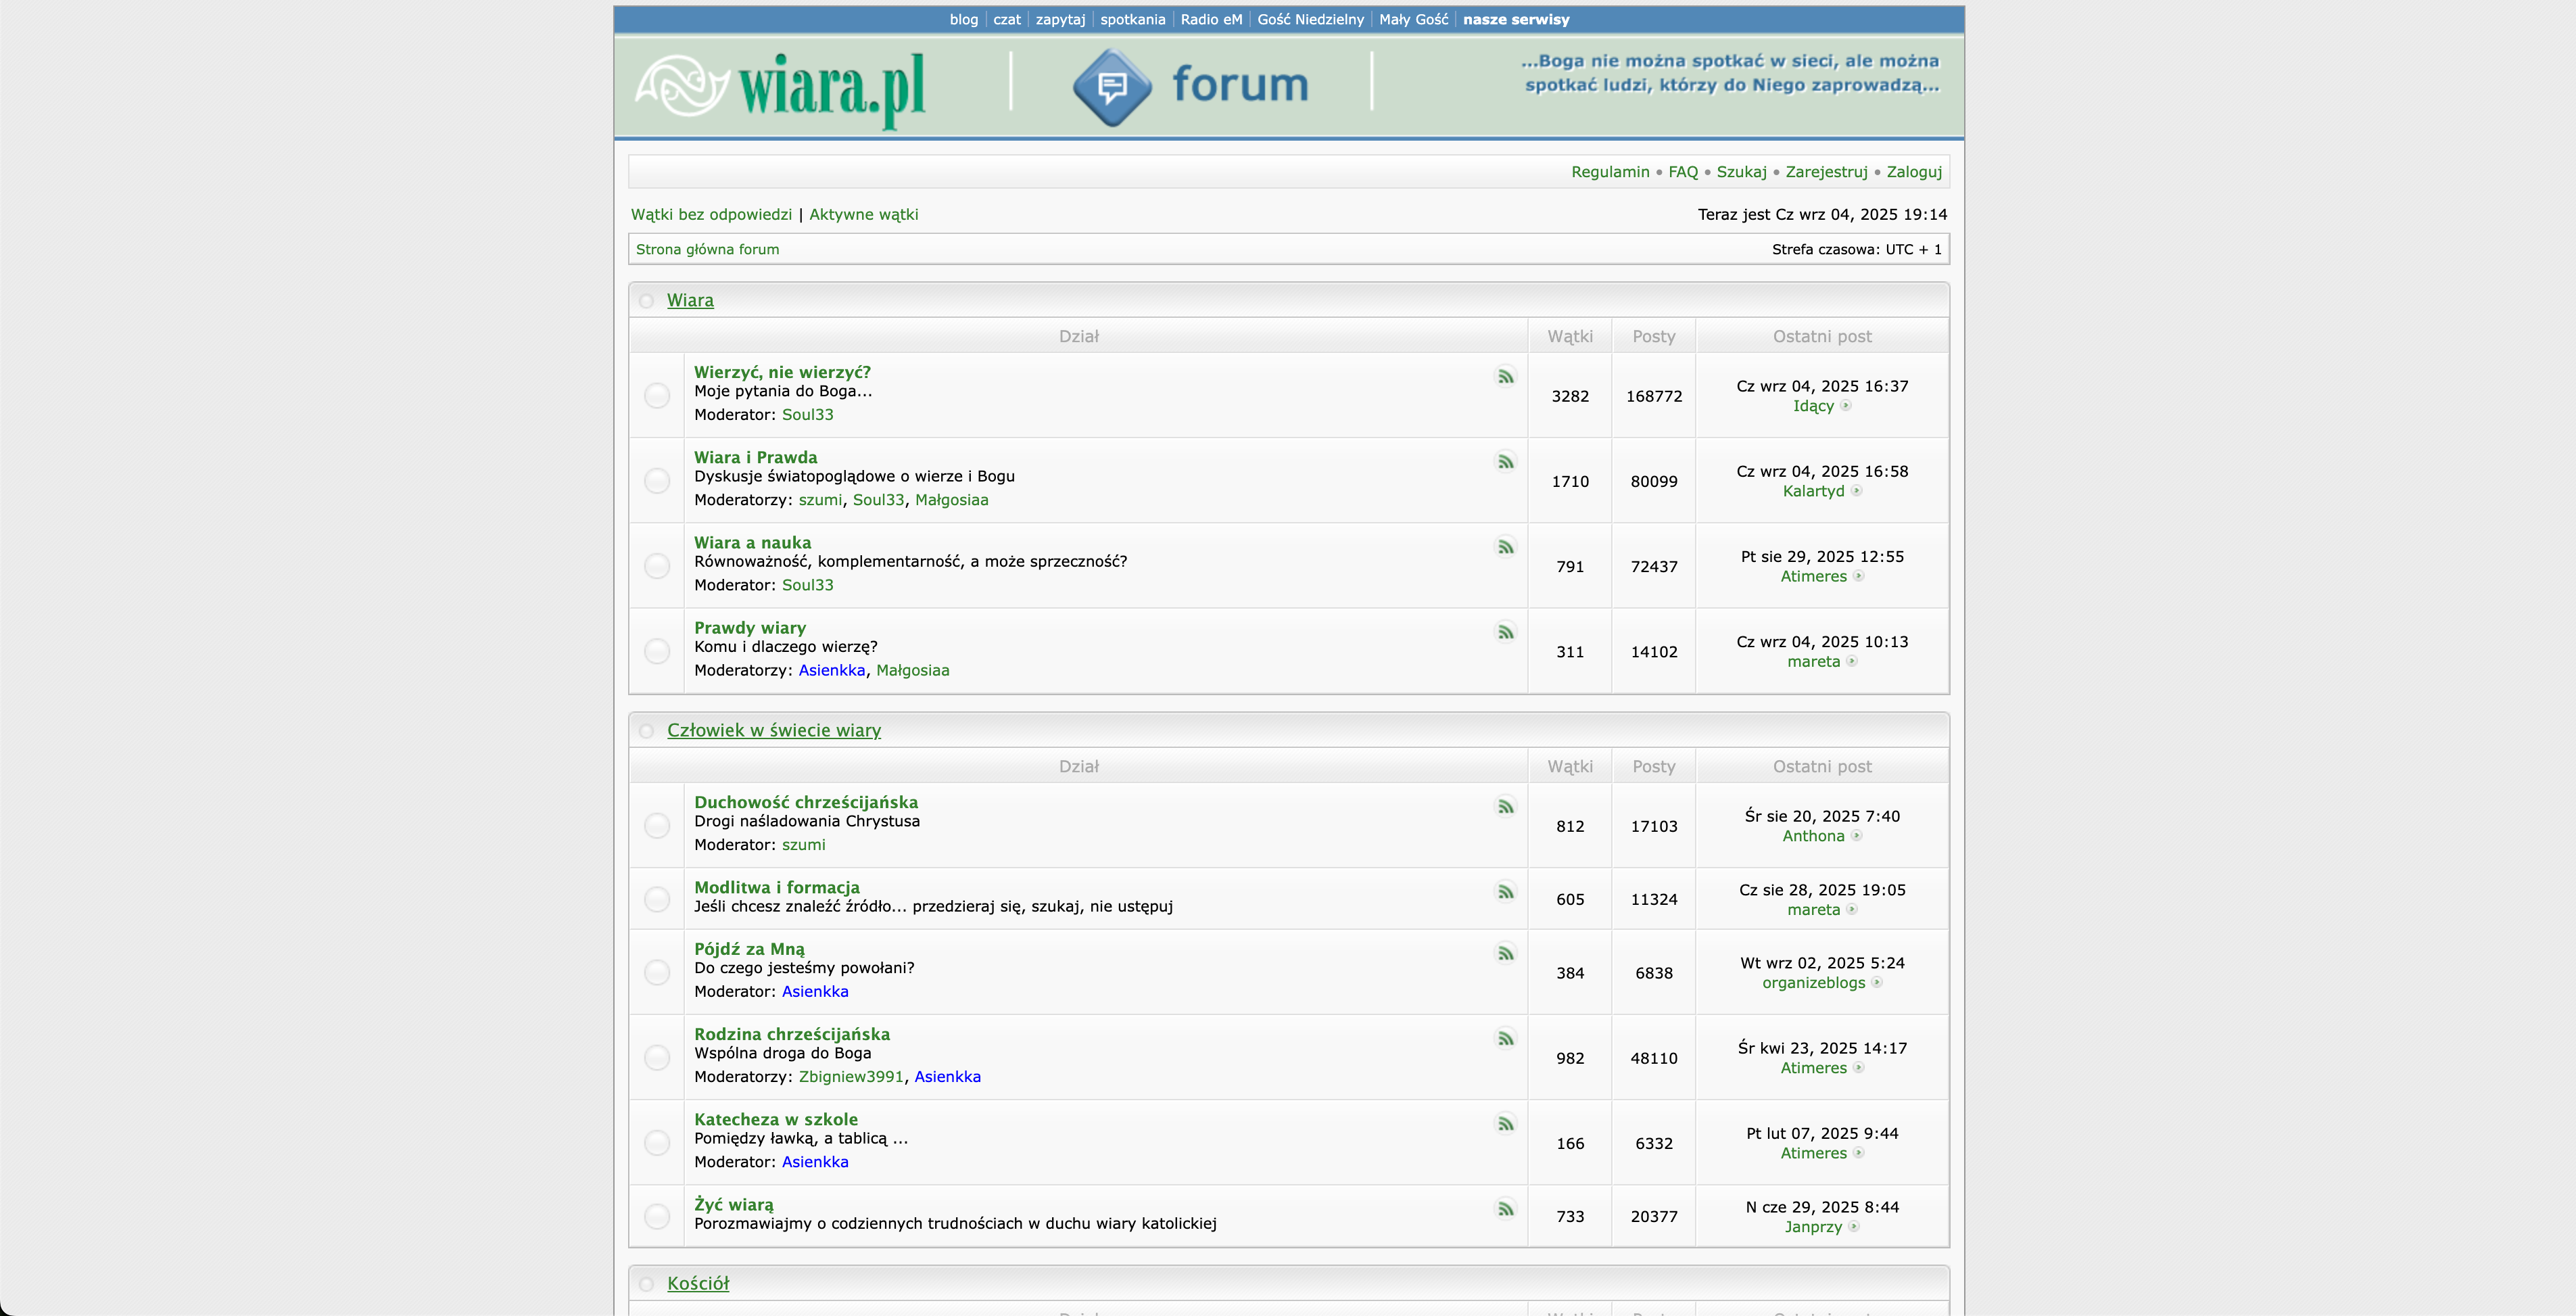 blog czat zapytaj spotkania Radio eM Gość Niedzielny Mały Gość nasze serwisy
wiara.pl forum
...Boga nie można spotkać w sieci, ale można
spotkać ludzi, którzy do Niego zaprowadzą...
Regulamin • FAQ • Szukaj • Zarejestruj • Zaloguj
Wątki bez odpowiedzi | Aktywne wątki Teraz jest Cz wrz 04, 2025 19:14
Strona główna forum Strefa czasowa: UTC + 1
Wiara
Dział Wątki Posty Ostatni post
Wierzyć, nie wierzyć?
Moje pytania do Boga...
Moderator: Soul33
3282 168772
Cz wrz 04, 2025 16:37
Idący
Wiara i Prawda
Dyskusje światopoglądowe o wierze i Bogu
Moderatorzy: szumi, Soul33, Małgosiaa
1710 80099
Cz wrz 04, 2025 16:58
Kalartyd
Wiara a nauka
Równoważność, komplementarność, a może sprzeczność?
Moderator: Soul33
791 72437
Pt sie 29, 2025 12:55
Atimeres
Prawdy wiary
Komu i dlaczego wierzę?
Moderatorzy: Asienkka, Małgosiaa
311 14102
Cz wrz 04, 2025 10:13
mareta
Człowiek w świecie wiary
Dział Wątki Posty Ostatni post
Duchowość chrześcijańska
Drogi naśladowania Chrystusa
Moderator: szumi
812 17103
Śr sie 20, 2025 7:40
Anthona
Modlitwa i formacja
Jeśli chcesz znaleźć źródło... przedzieraj się, szukaj, nie ustępuj
605 11324
Cz sie 28, 2025 19:05
mareta
Pójdź za Mną
Do czego jesteśmy powołani?
Moderator: Asienkka
384 6838
Wt wrz 02, 2025 5:24
organizeblogs
Rodzina chrześcijańska
Wspólna droga do Boga
Moderatorzy: Zbigniew3991, Asienkka
982 48110
Śr kwi 23, 2025 14:17
Atimeres
Katecheza w szkole
Pomiędzy ławką, a tablicą ...
Moderator: Asienkka
166 6332
Pt lut 07, 2025 9:44
Atimeres
Żyć wiarą
Porozmawiajmy o codziennych trudnościach w duchu wiary katolickiej
733 20377
N cze 29, 2025 8:44
Janprzy
Kościół